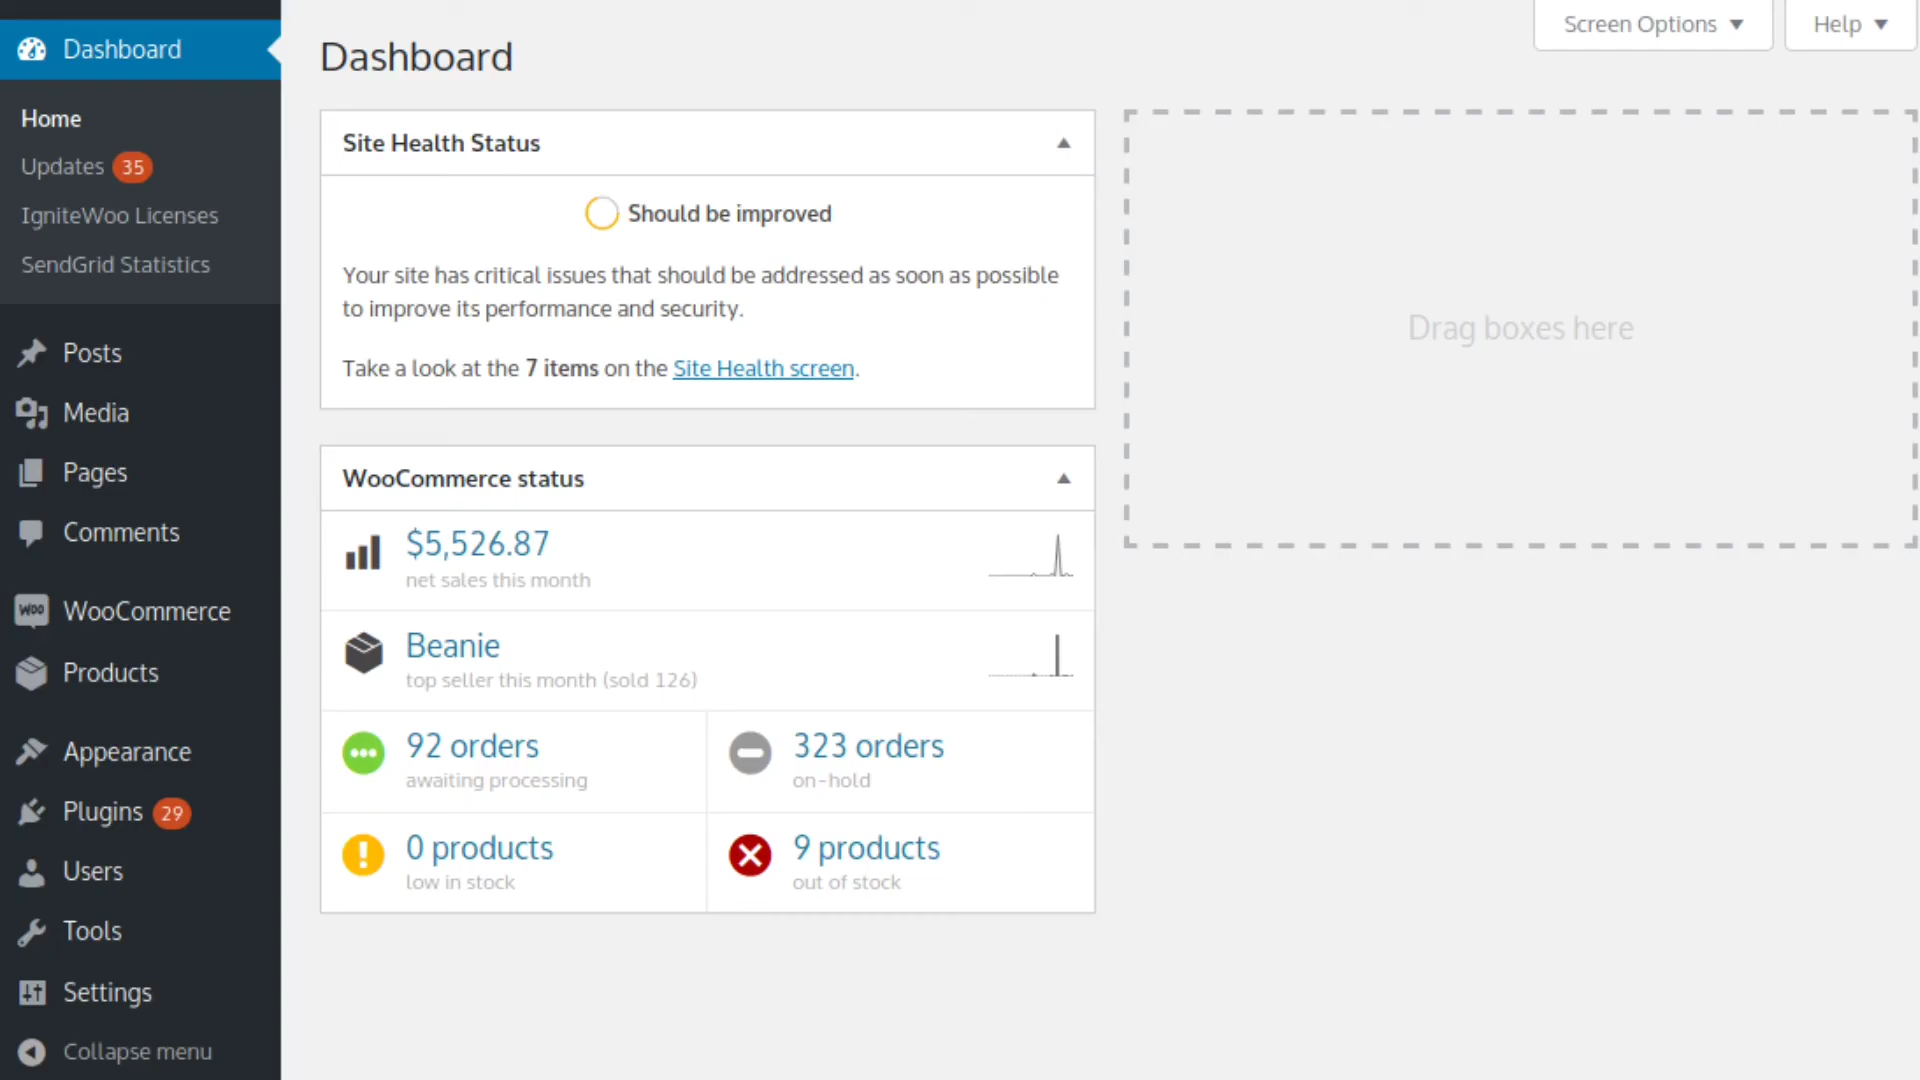 Dashboard
Home
Updates 35
IgniteWoo Licenses
SendGrid Statistics
Posts
Media
Pages
Comments
WOO WooCommerce
Products
Appearance
Plugins 29
Users
Tools
Settings
Collapse menu
Screen Options
Help
Dashboard
Site Health Status
Should be improved
Your site has critical issues that should be addressed as soon as possible
to improve its performance and security.
Take a look at the 7 items on the Site Health screen.
WooCommerce status
$5,526.87
net sales this month
Beanie
top seller this month (sold 126)
92 orders
awaiting processing
323 orders
on-hold
0 products
low in stock
9 products
out of stock
Drag boxes here